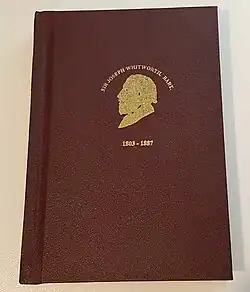 SIR JOSEPH WHITWORTH, BART.
1803 - 1887